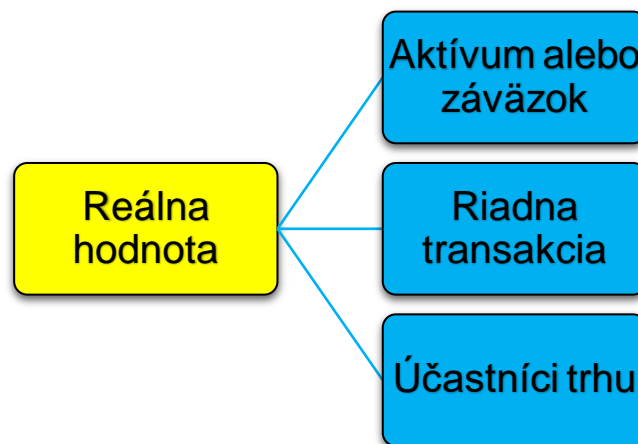 Reálna
hodnota
Aktívum alebo
záväzok
Riadna
transakcia
Účastníci trhu